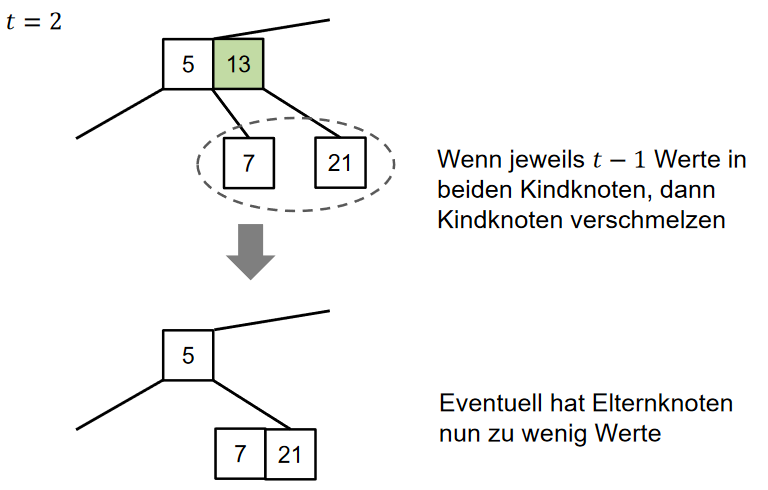 t = 2
5 13
7 21
Wenn jeweils t − 1 Werte in
beiden Kindknoten, dann
Kindknoten verschmelzen
5
Eventuell hat Elternknoten
nun zu wenig Werte
7 21